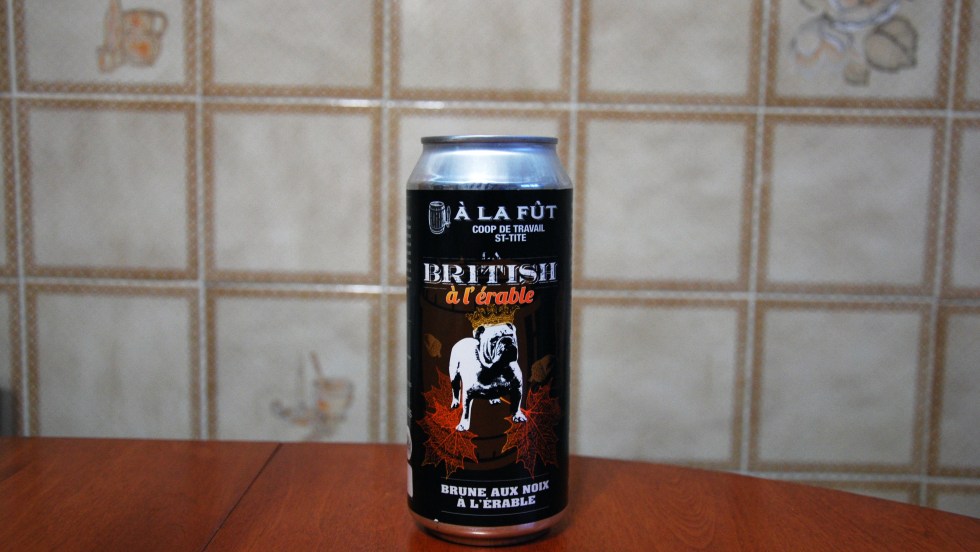 À LA FÛT
COOP DE TRAVAIL
ST-TITE
BRITISH
à l'érable
BRUNE AUX NOIX
À L'ÉRABLE